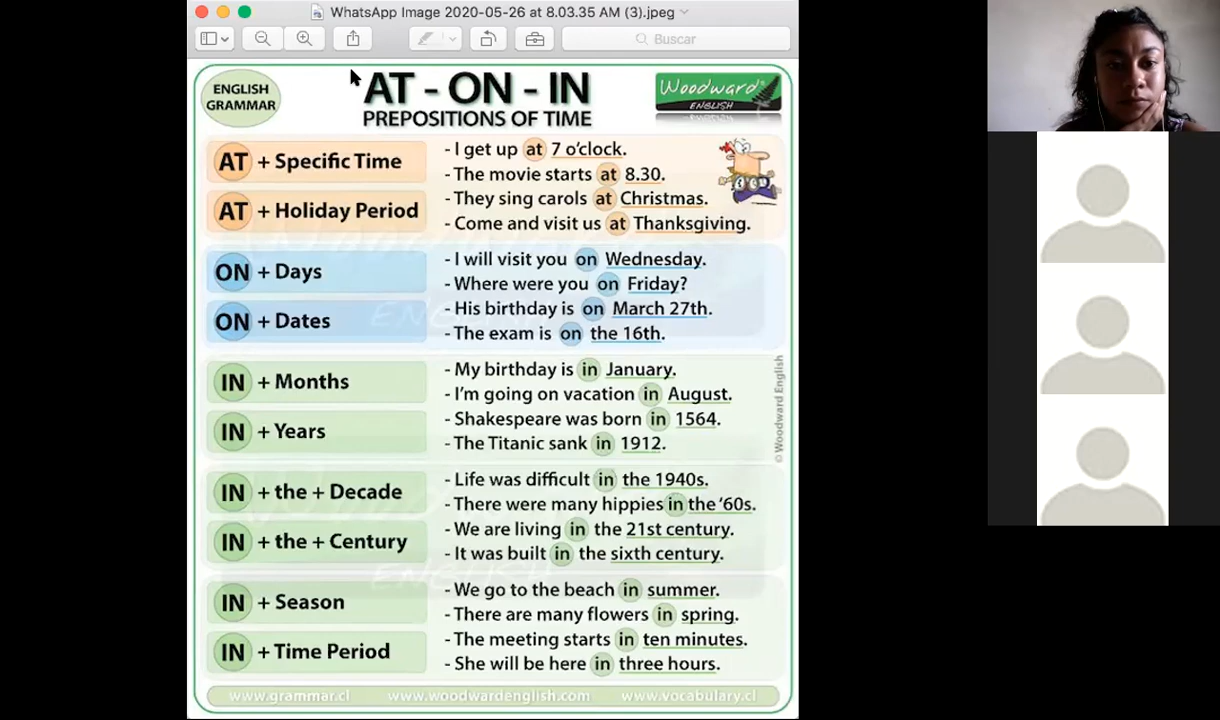 WhatsApp Image 2020-05-26 at 8.03.35 AM (3).jpeg
Buscar
ENGLISH
GRAMMAR
AT - ON - IN
PREPOSITIONS OF TIME
Woodward
ENGLISH
AT + Specific Time
- I get up at 7 o'clock.
- The movie starts at 8.30.
AT + Holiday Period
- They sing carols at Christmas.
- Come and visit us at Thanksgiving.
ON + Days
- I will visit you on Wednesday.
- Where were you on Friday?
ON + Dates
- His birthday is on March 27th.
- The exam is on the 16th.
IN + Months
- My birthday is in January.
- I'm going on vacation in August.
IN + Years
- Shakespeare was born in 1564.
- The Titanic sank in 1912.
IN + the + Decade
- Life was difficult in the 1940s.
- There were many hippies in the '60s.
IN + the + Century
- We are living in the 21st century.
- It was built in the sixth century.
IN + Season
- We go to the beach in summer.
- There are many flowers in spring.
IN + Time Period
- The meeting starts in ten minutes.
- She will be here in three hours.
© Woodward English
www.grammar.cl www.woodwardenglish.com www.vocabulary.cl